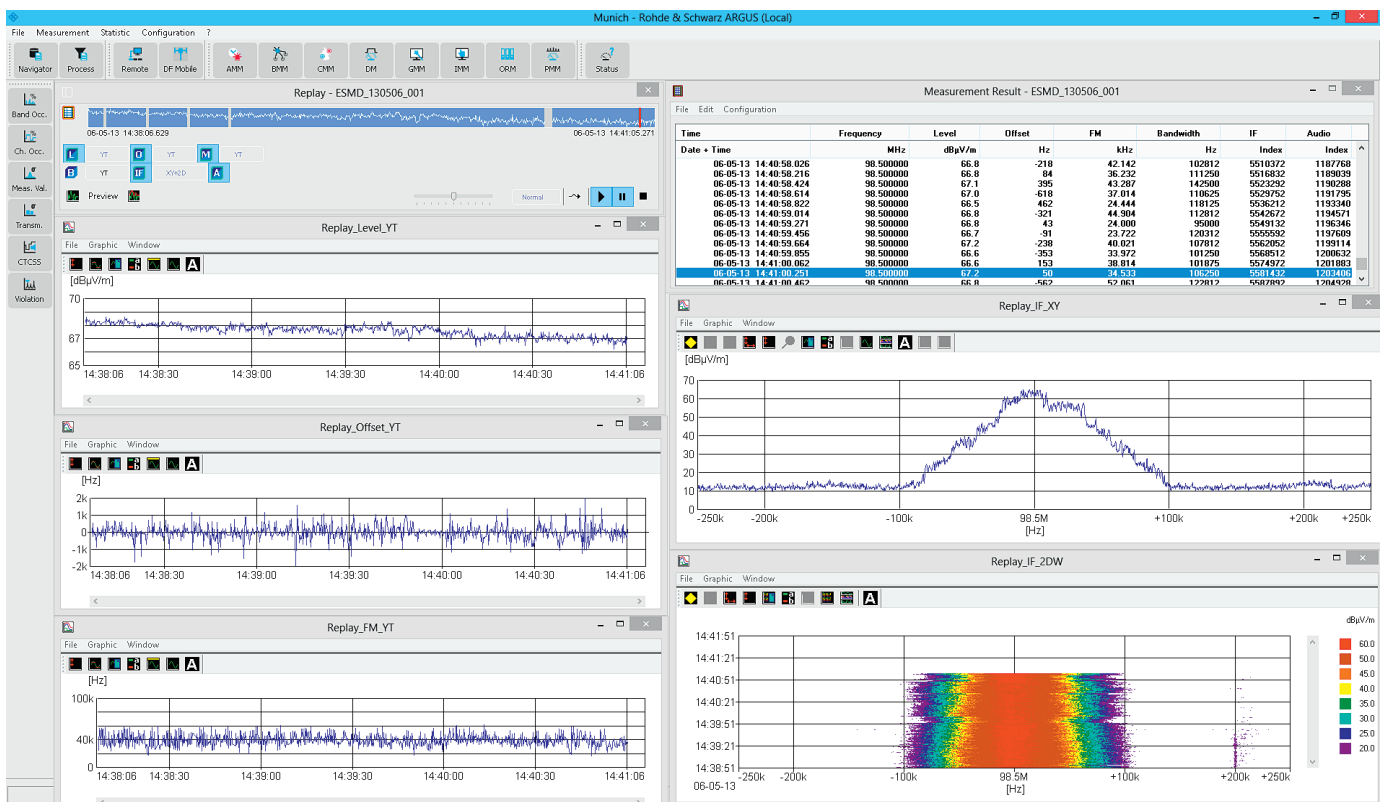 Munich - Rohde & Schwarz ARGUS (Local)
File Measurement Statistic Configuration ?
Navigator Process Remote DF Mobile AMM BMM CMM DM GMM IMM ORM PMM Status
Band Occ.
Ch. Occ.
Meas. Val.
Transm.
CTCSS
Violation
Replay - ESMD_130506_001
06-05-13 14:38:06.629 06-05-13 14:41:05.271
L YT O YT M YT
B YT IF XY+2D A
Preview Normal
Replay_Level_YT
File Graphic Window
[dBµV/m]
70
67
65
14:38:06 14:38:30 14:39:00 14:39:30 14:40:00 14:40:30 14:41:06
Replay_Offset_YT
File Graphic Window
[Hz]
2k
1k
0
-1k
-2k
14:38:06 14:38:30 14:39:00 14:39:30 14:40:00 14:40:30 14:41:06
Replay_FM_YT
File Graphic Window
[Hz]
100k
40k
0
14:38:06 14:38:30 14:39:00 14:39:30 14:40:00 14:40:30 14:41:06
Measurement Result - ESMD_130506_001
File Edit Configuration
Time Frequency Level Offset FM Bandwidth IF Audio
Date + Time MHz dBµV/m Hz kHz Hz Index Index
06-05-13 14:40:58.026 98.500000 66.8 -218 42.142 102812 5510372 1187768
06-05-13 14:40:58.216 98.500000 66.8 84 36.232 111250 5516832 1189039
06-05-13 14:40:58.424 98.500000 67.1 395 43.287 142500 5523292 1190288
06-05-13 14:40:58.614 98.500000 67.0 -618 37.014 110625 5529752 1191795
06-05-13 14:40:58.822 98.500000 66.5 462 24.444 118125 5536212 1193340
06-05-13 14:40:59.014 98.500000 66.8 -321 44.904 112812 5542672 1194571
06-05-13 14:40:59.271 98.500000 66.8 43 24.000 95000 5549132 1196346
06-05-13 14:40:59.456 98.500000 66.7 -91 23.722 120312 5555592 1197609
06-05-13 14:40:59.664 98.500000 67.2 -238 40.021 107812 5562052 1199114
06-05-13 14:40:59.855 98.500000 66.6 -353 33.972 101250 5568512 1200632
06-05-13 14:41:00.062 98.500000 66.6 153 38.814 101875 5574972 1201883
06-05-13 14:41:00.251 98.500000 67.2 50 34.533 106250 5581432 1203406
06-05-13 14:41:00.462 98.500000 66.8 -562 52.061 122812 5587892 1204928
Replay_IF_XY
File Graphic Window
[dBµV/m]
70
60
50
40
30
20
10
0
-250k -200k -100k 98.5M +100k +200k +250k
[Hz]
Replay_IF_2DW
File Graphic Window
dBµV/m
60.0
50.0
45.0
40.0
35.0
30.0
25.0
20.0
14:41:51
14:41:21
14:40:51
14:40:21
14:39:51
14:39:21
14:38:51
-250k -200k -100k 98.5M +100k +200k +250k
06-05-13
[Hz]